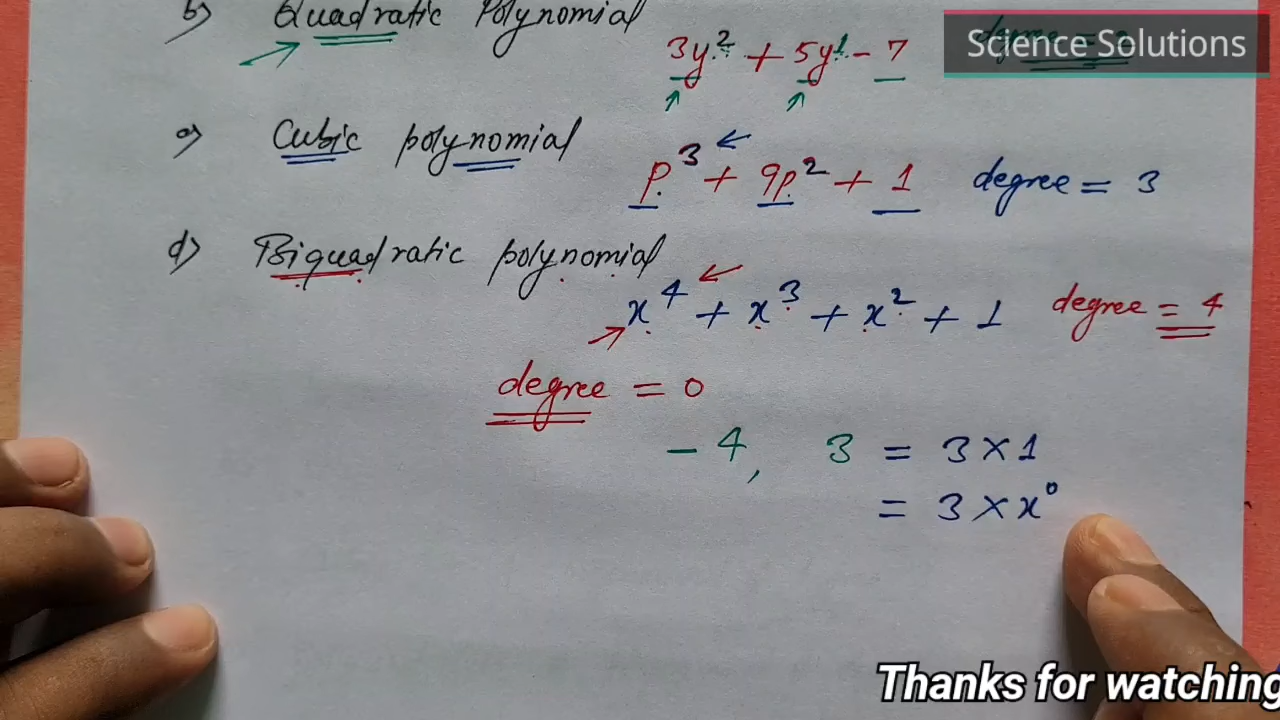 b) Quadratic Polynomial
3y² + 5y¹ - 7
Science Solutions
c) Cubic polynomial
p³ + 9p² + 1 degree = 3
d) Biquadratic polynomial
x⁴ + x³ + x² + 1 degree = 4
degree = 0
- 4, 3 = 3 × 1
= 3 × x⁰
Thanks for watching